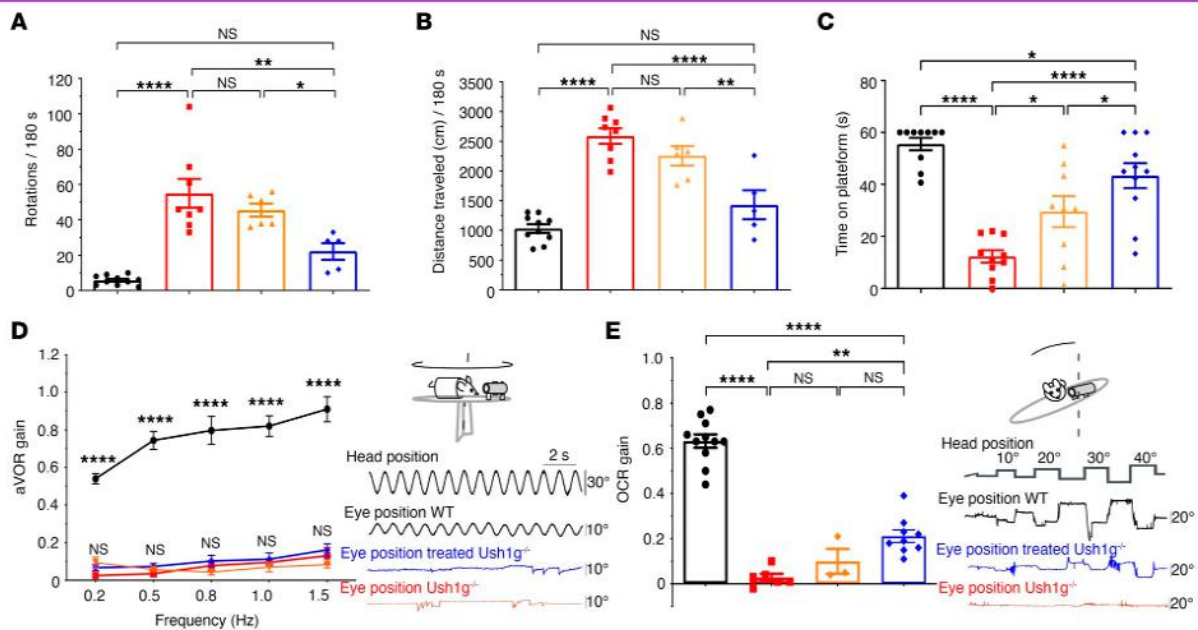 A
NS
**
****
NS
*
Rotations / 180 s
120
100
80
60
40
20
0
B
NS
****
****
NS
**
Distance traveled (cm) / 180 s
3500
3000
2500
2000
1500
1000
500
0
C
*
****
****
*
*
Time on plateform (s)
80
60
40
20
0
D
aVOR gain
1.2
1.0
0.8
0.6
0.4
0.2
0
****
****
****
****
****
NS
NS
NS
NS
NS
0.2
0.5
0.8
1.0
1.5
Frequency (Hz)
Head position
2 s
30°
Eye position WT
10°
Eye position treated Ush1g-/-
10°
Eye position Ush1g-/-
10°
E
****
**
****
NS
NS
OCR gain
1.0
0.8
0.6
0.4
0.2
0
Head position
10°
20°
30°
40°
Eye position WT
20°
Eye position treated Ush1g-/-
20°
Eye position Ush1g-/-
20°